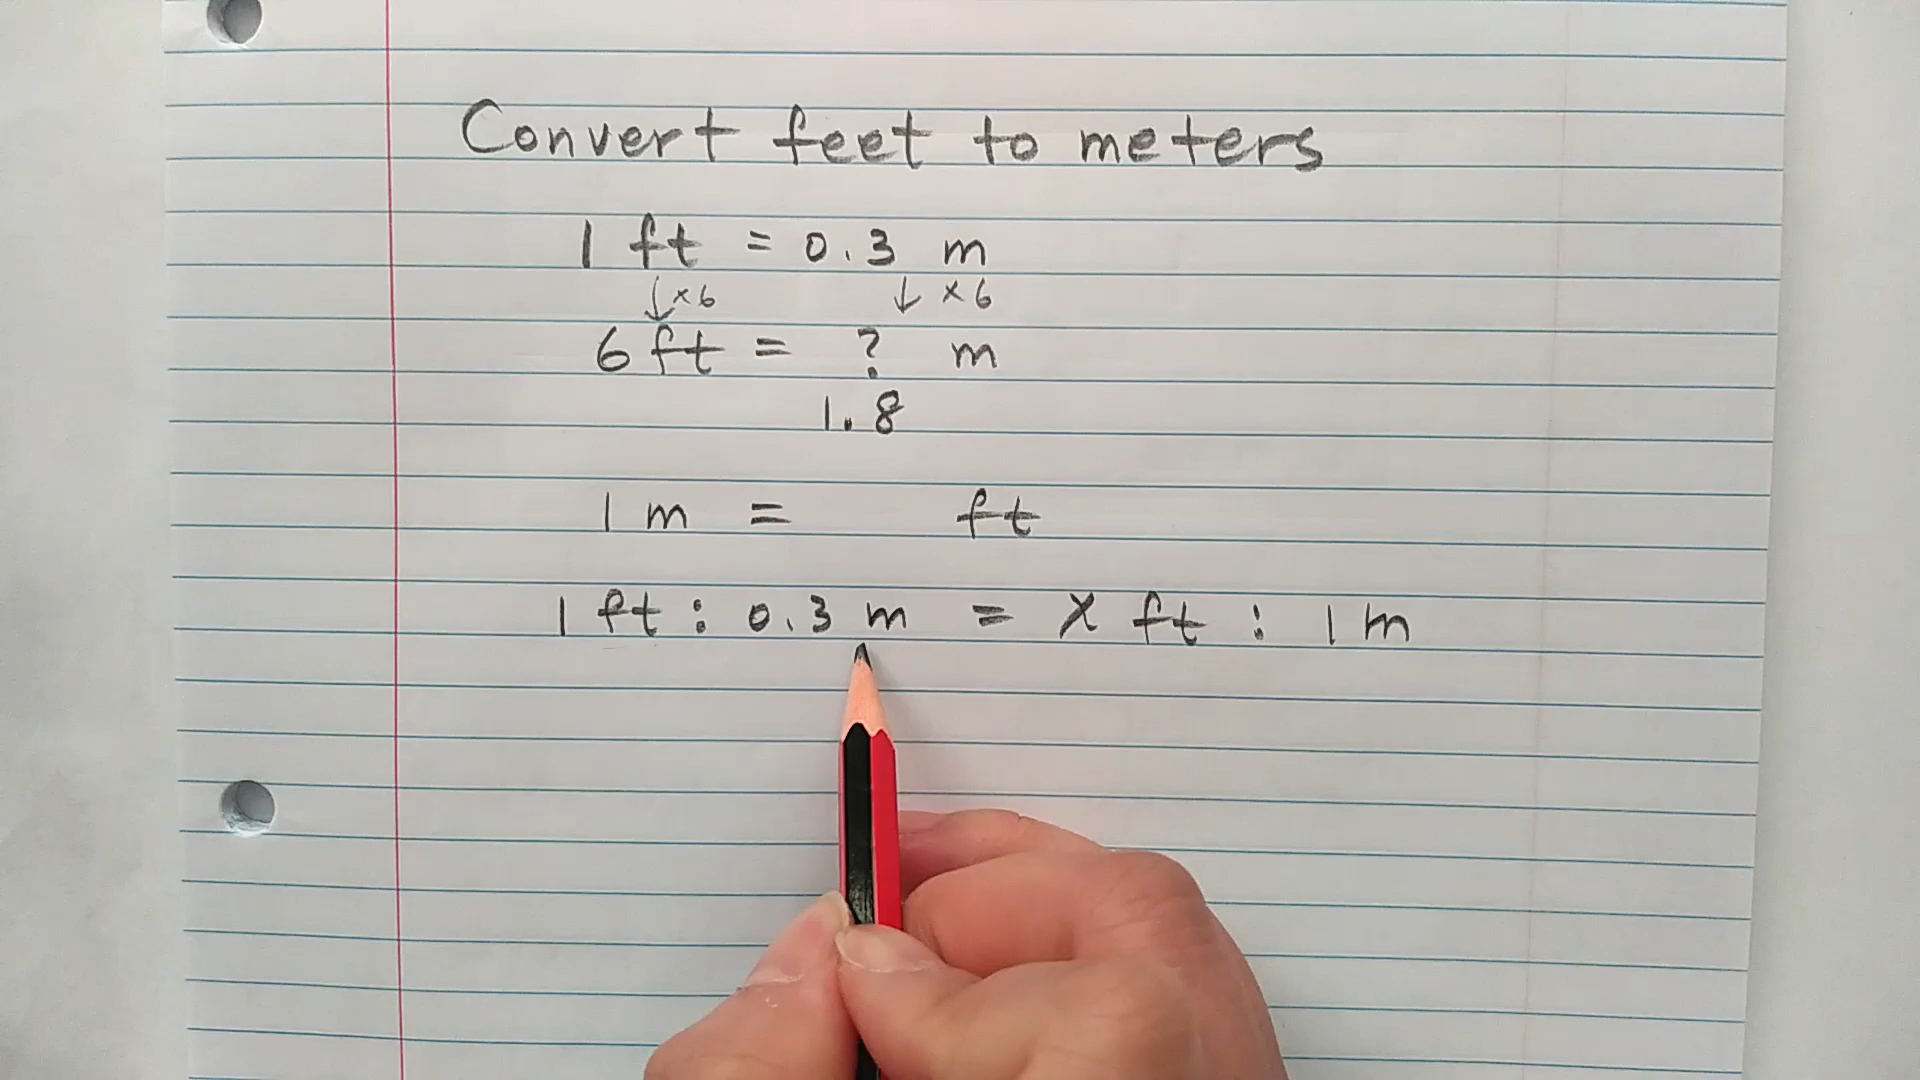 Convert feet to meters
1 ft = 0.3 m
↓×6 ↓ ×6
6 ft = ? m
1.8
1 m = ft
1 ft : 0.3 m = x ft : 1 m